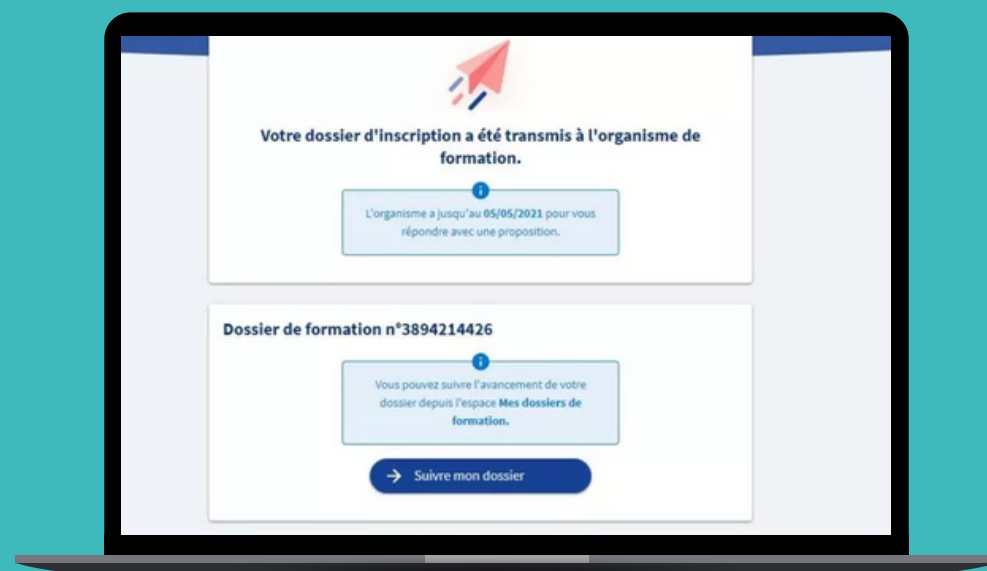 Votre dossier d'inscription a été transmis à l'organisme de
formation.
L'organisme a jusqu'au 05/05/2021 pour vous
répondre avec une proposition.
Dossier de formation n°3894214426
Vous pouvez suivre l'avancement de votre
dossier depuis l'espace Mes dossiers de
formation.
Suivre mon dossier